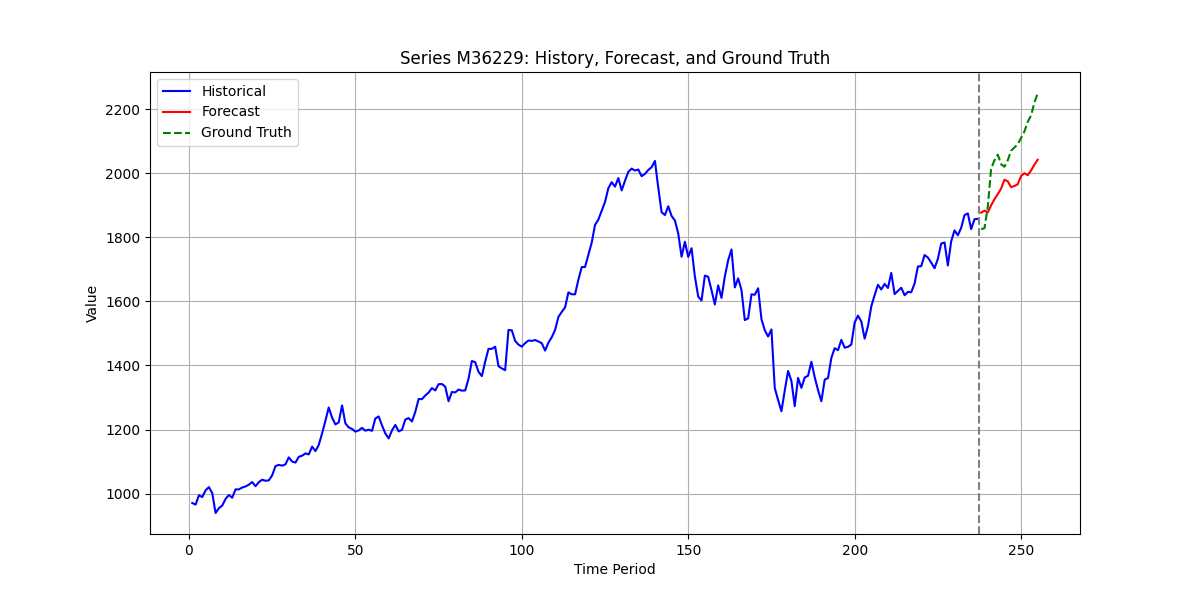 Series M36229: History, Forecast, and Ground Truth
Historical
Forecast
Ground Truth
2200
2000
1800
1600
1400
1200
1000
Value
0 50 100 150 200 250
Time Period